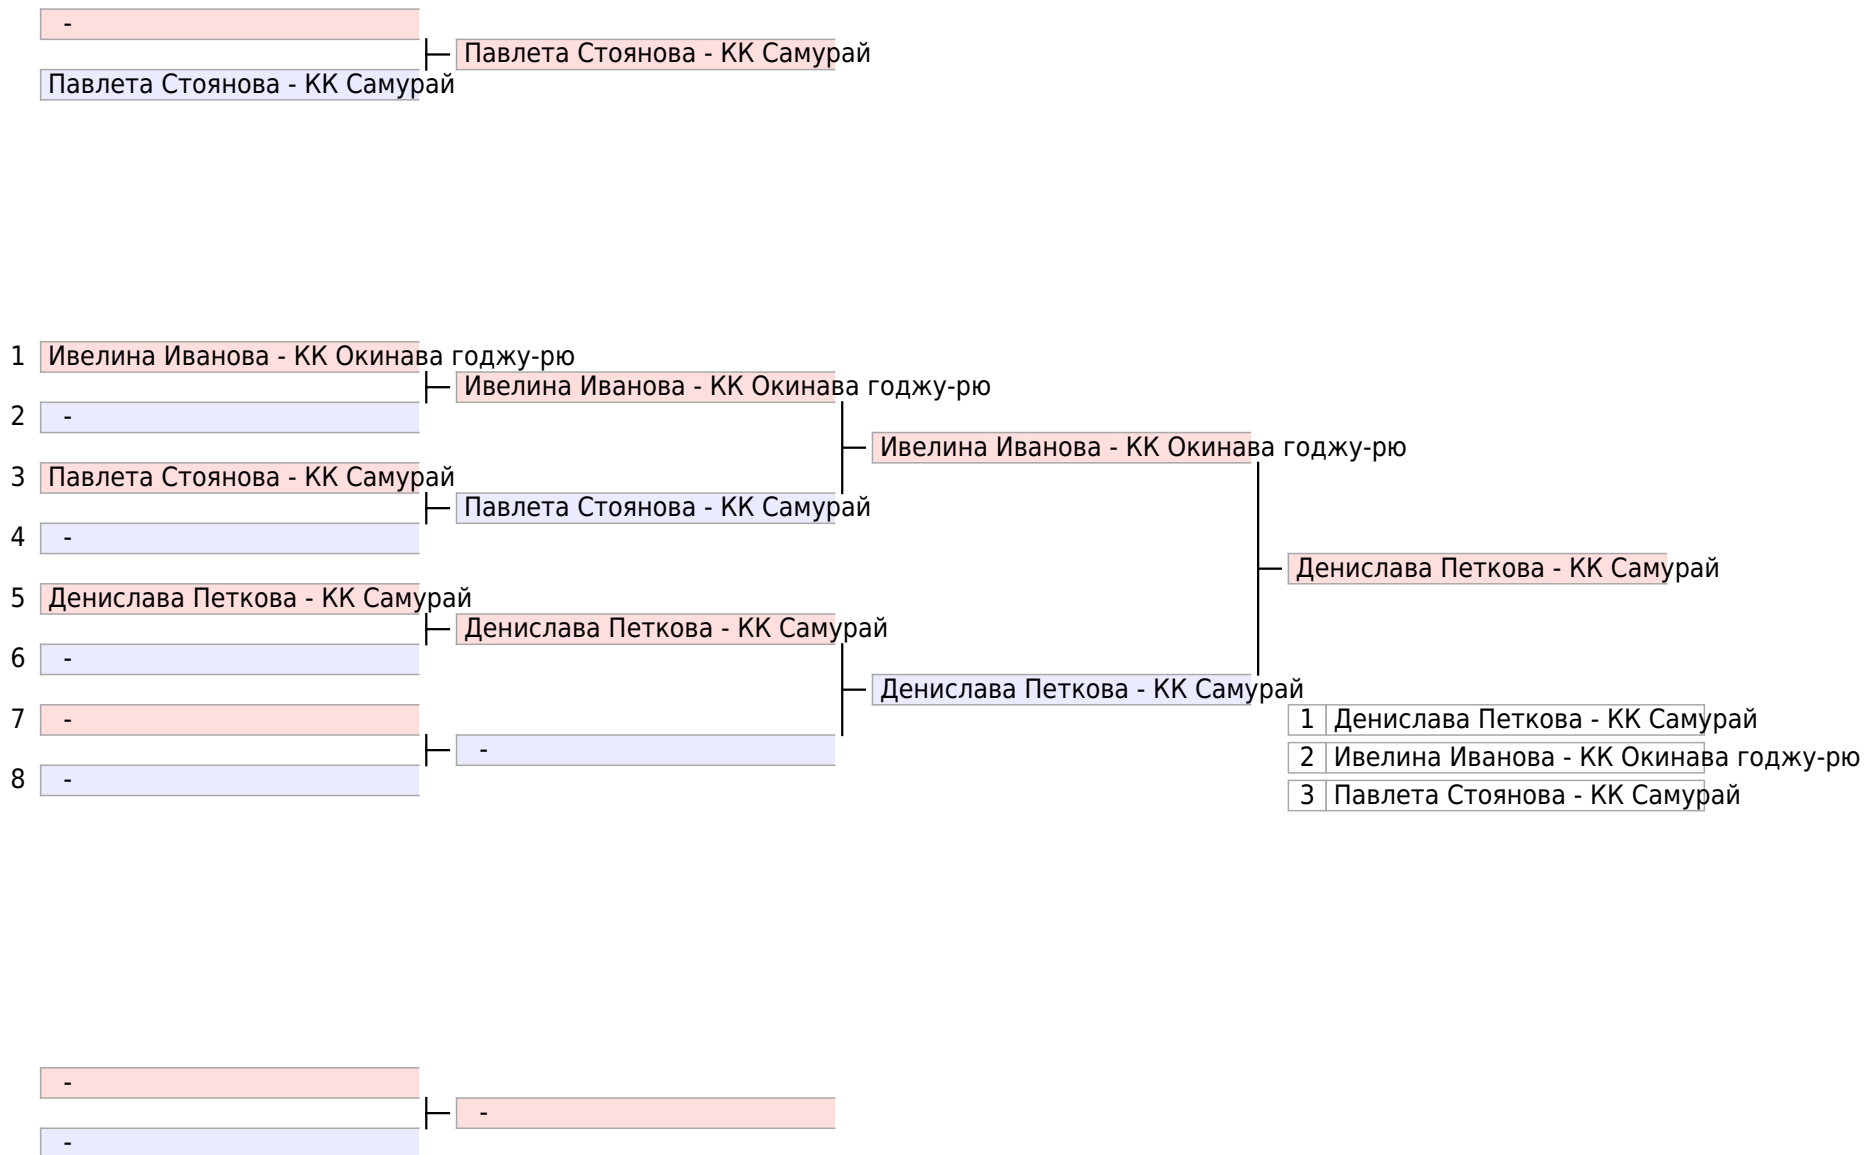 -
Павлета Стоянова - КК Самурай
Павлета Стоянова - КК Самурай
1 Ивелина Иванова - КК Окинава годжу-рю
Ивелина Иванова - КК Окинава годжу-рю
2 -
Ивелина Иванова - КК Окинава годжу-рю
3 Павлета Стоянова - КК Самурай
Павлета Стоянова - КК Самурай
4 -
Денислава Петкова - КК Самурай
5 Денислава Петкова - КК Самурай
Денислава Петкова - КК Самурай
6 -
Денислава Петкова - КК Самурай
7 -
1 Денислава Петкова - КК Самурай
-
2 Ивелина Иванова - КК Окинава годжу-рю
8 -
3 Павлета Стоянова - КК Самурай
-
-
-